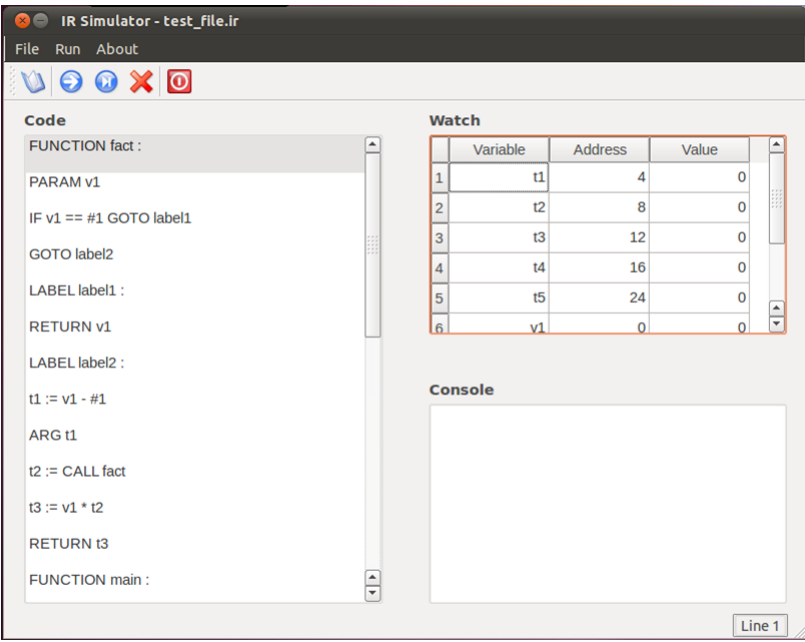 IR Simulator - test_file.ir
File Run About
Code
FUNCTION fact :
PARAM v1
IF v1 == #1 GOTO label1
GOTO label2
LABEL label1 :
RETURN v1
LABEL label2 :
t1 := v1 - #1
ARG t1
t2 := CALL fact
t3 := v1 * t2
RETURN t3
FUNCTION main :
Watch
Variable Address Value
1 t1 4 0
2 t2 8 0
3 t3 12 0
4 t4 16 0
5 t5 24 0
6 v1 0 0
Console
Line 1